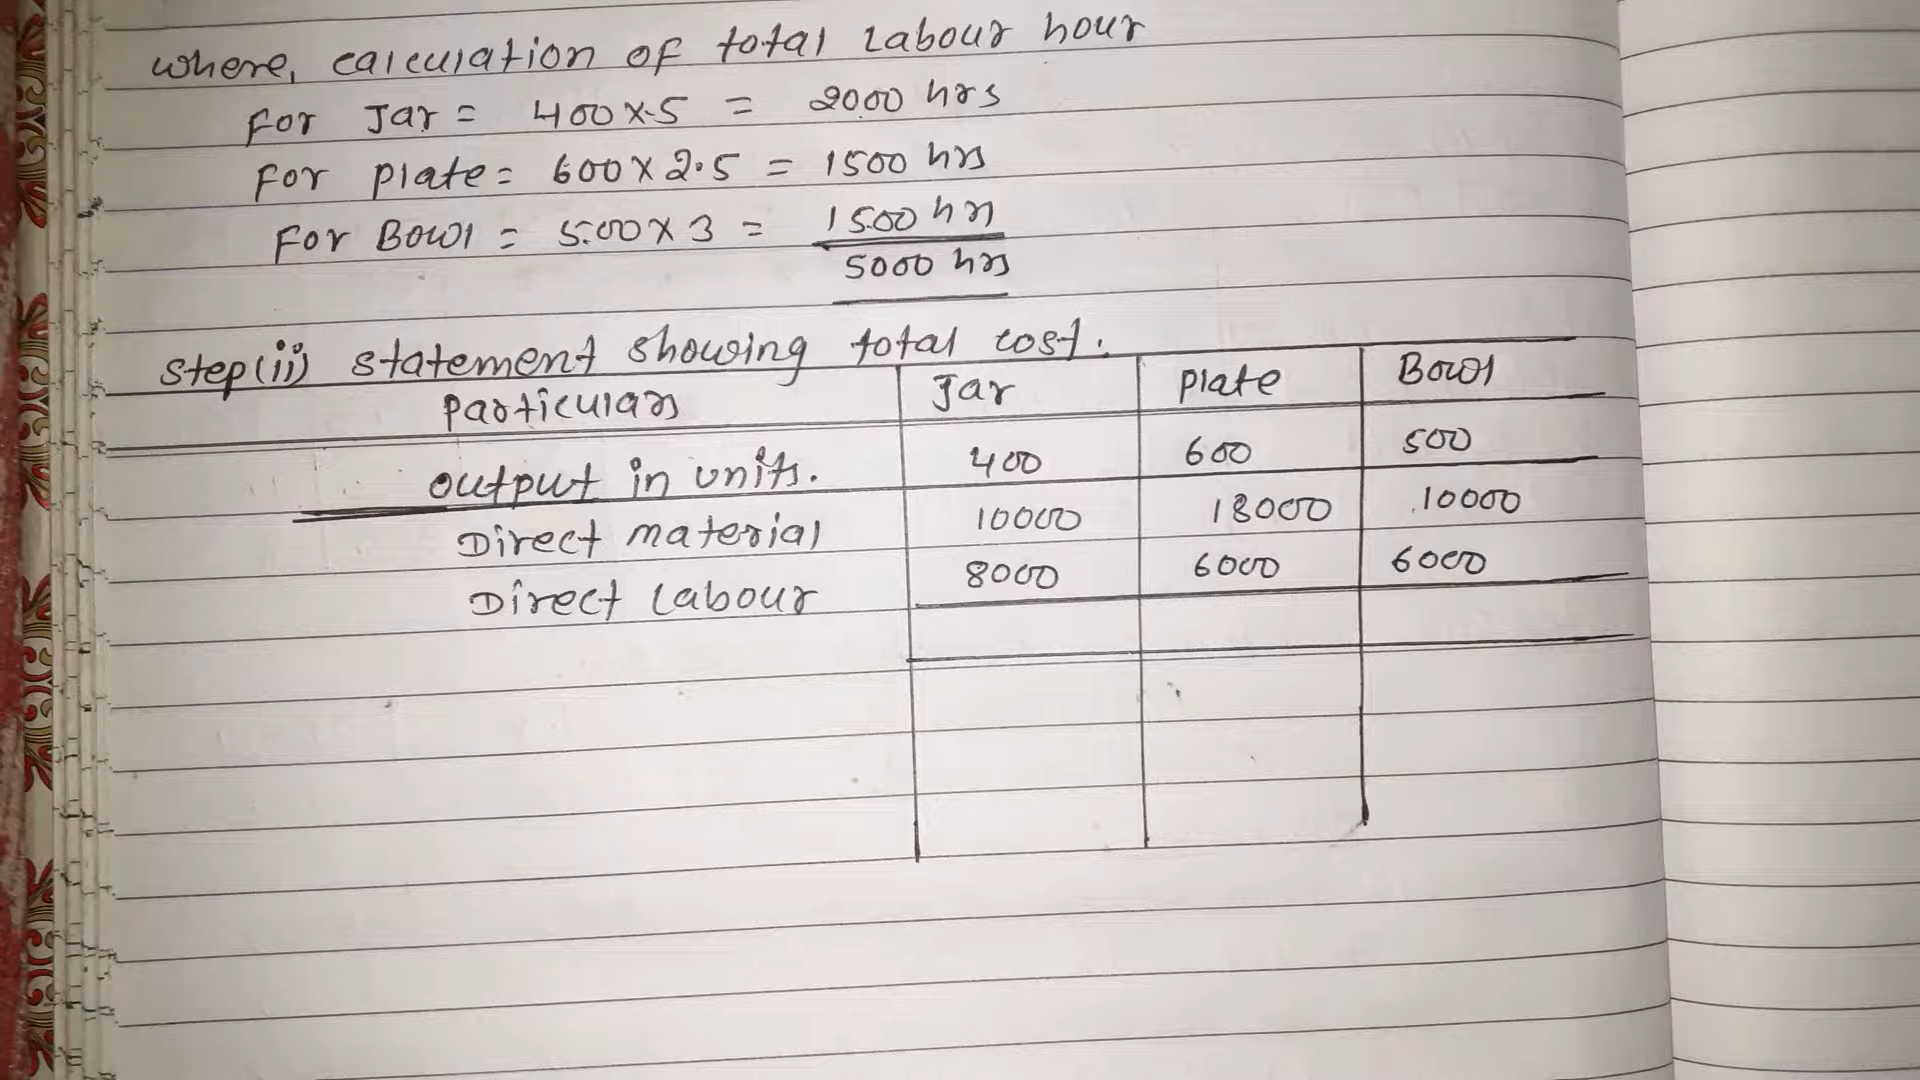 where, calculation of total labour hour
For Jar = 400 x 5 = 2000 hrs
For plate = 600 x 2.5 = 1500 hrs
For Bowl = 500 x 3 = 1500 hrs
5000 hrs
step (ii) statement showing total cost.
particulars Jar plate Bowl
output in units. 400 600 500
Direct material 10000 18000 10000
Direct labour 8000 6000 6000